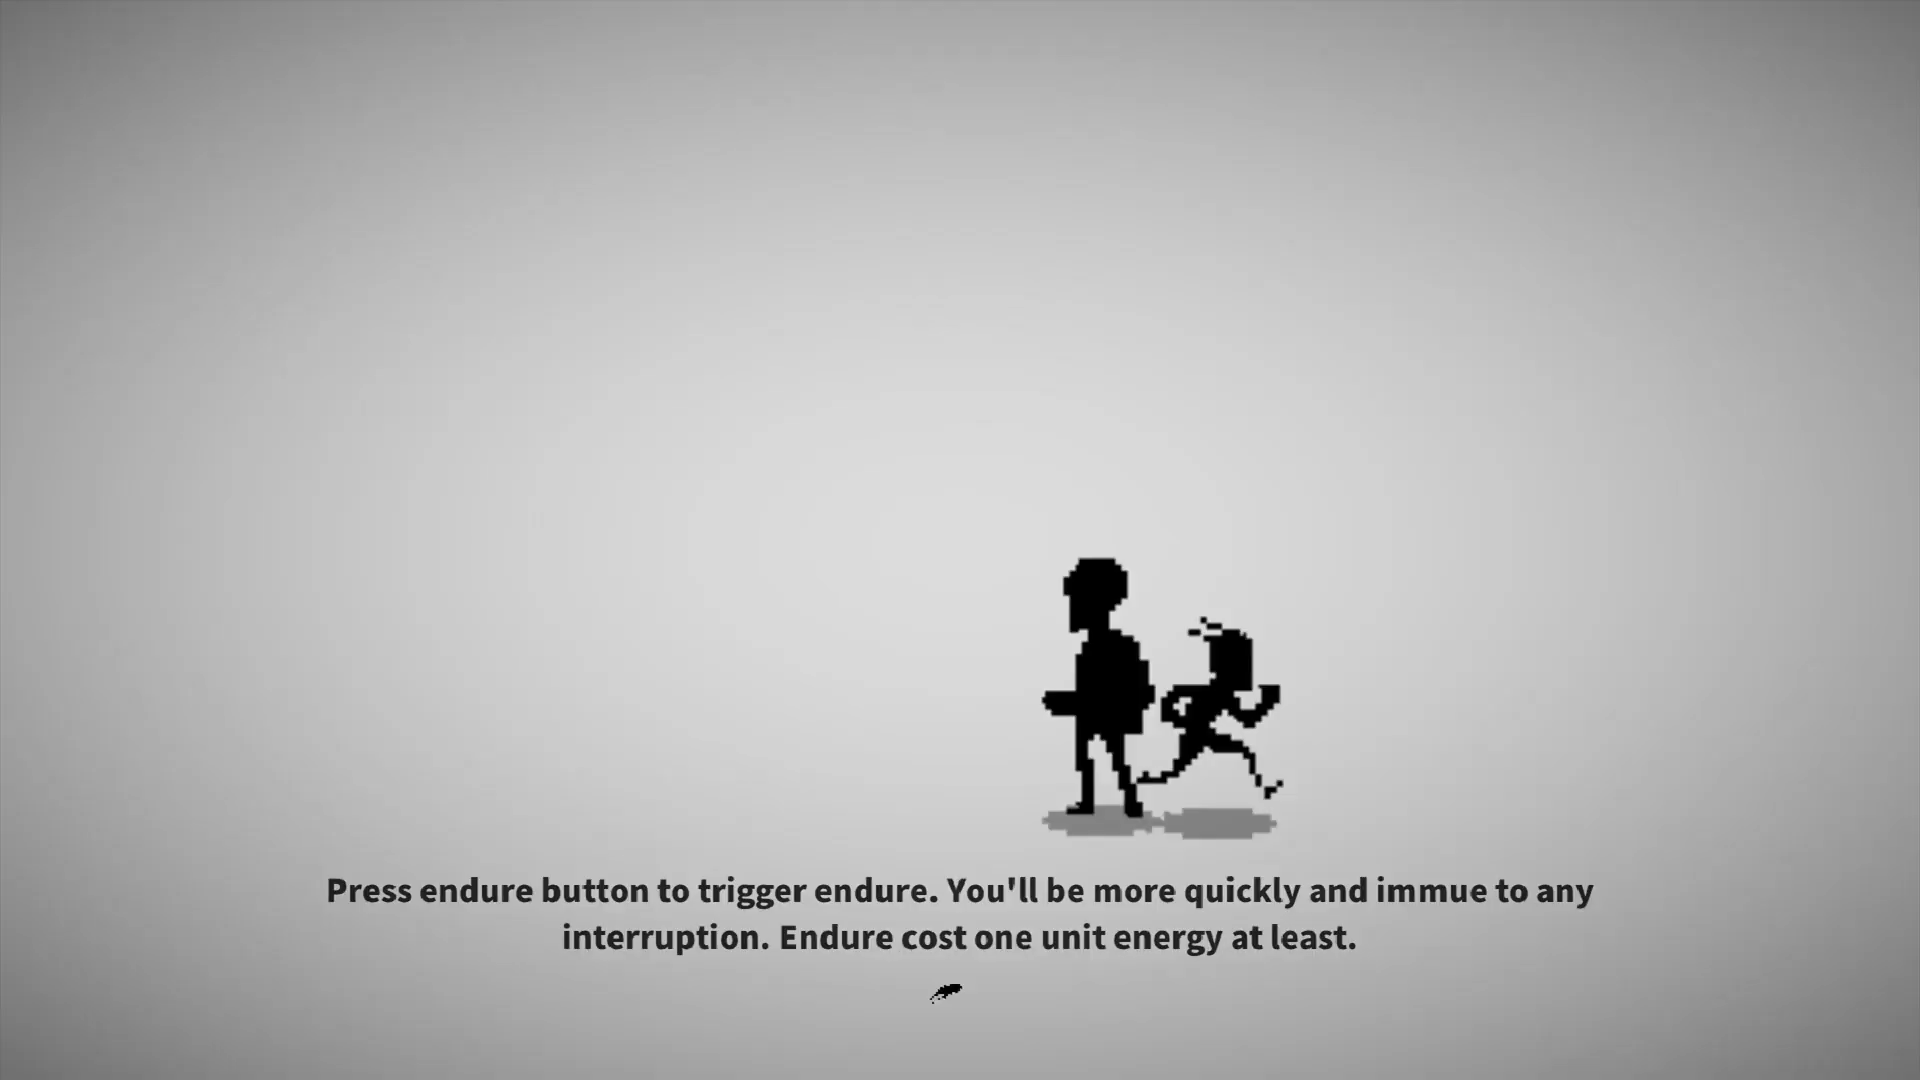 Press endure button to trigger endure. You'll be more quickly and immue to any
interruption. Endure cost one unit energy at least.